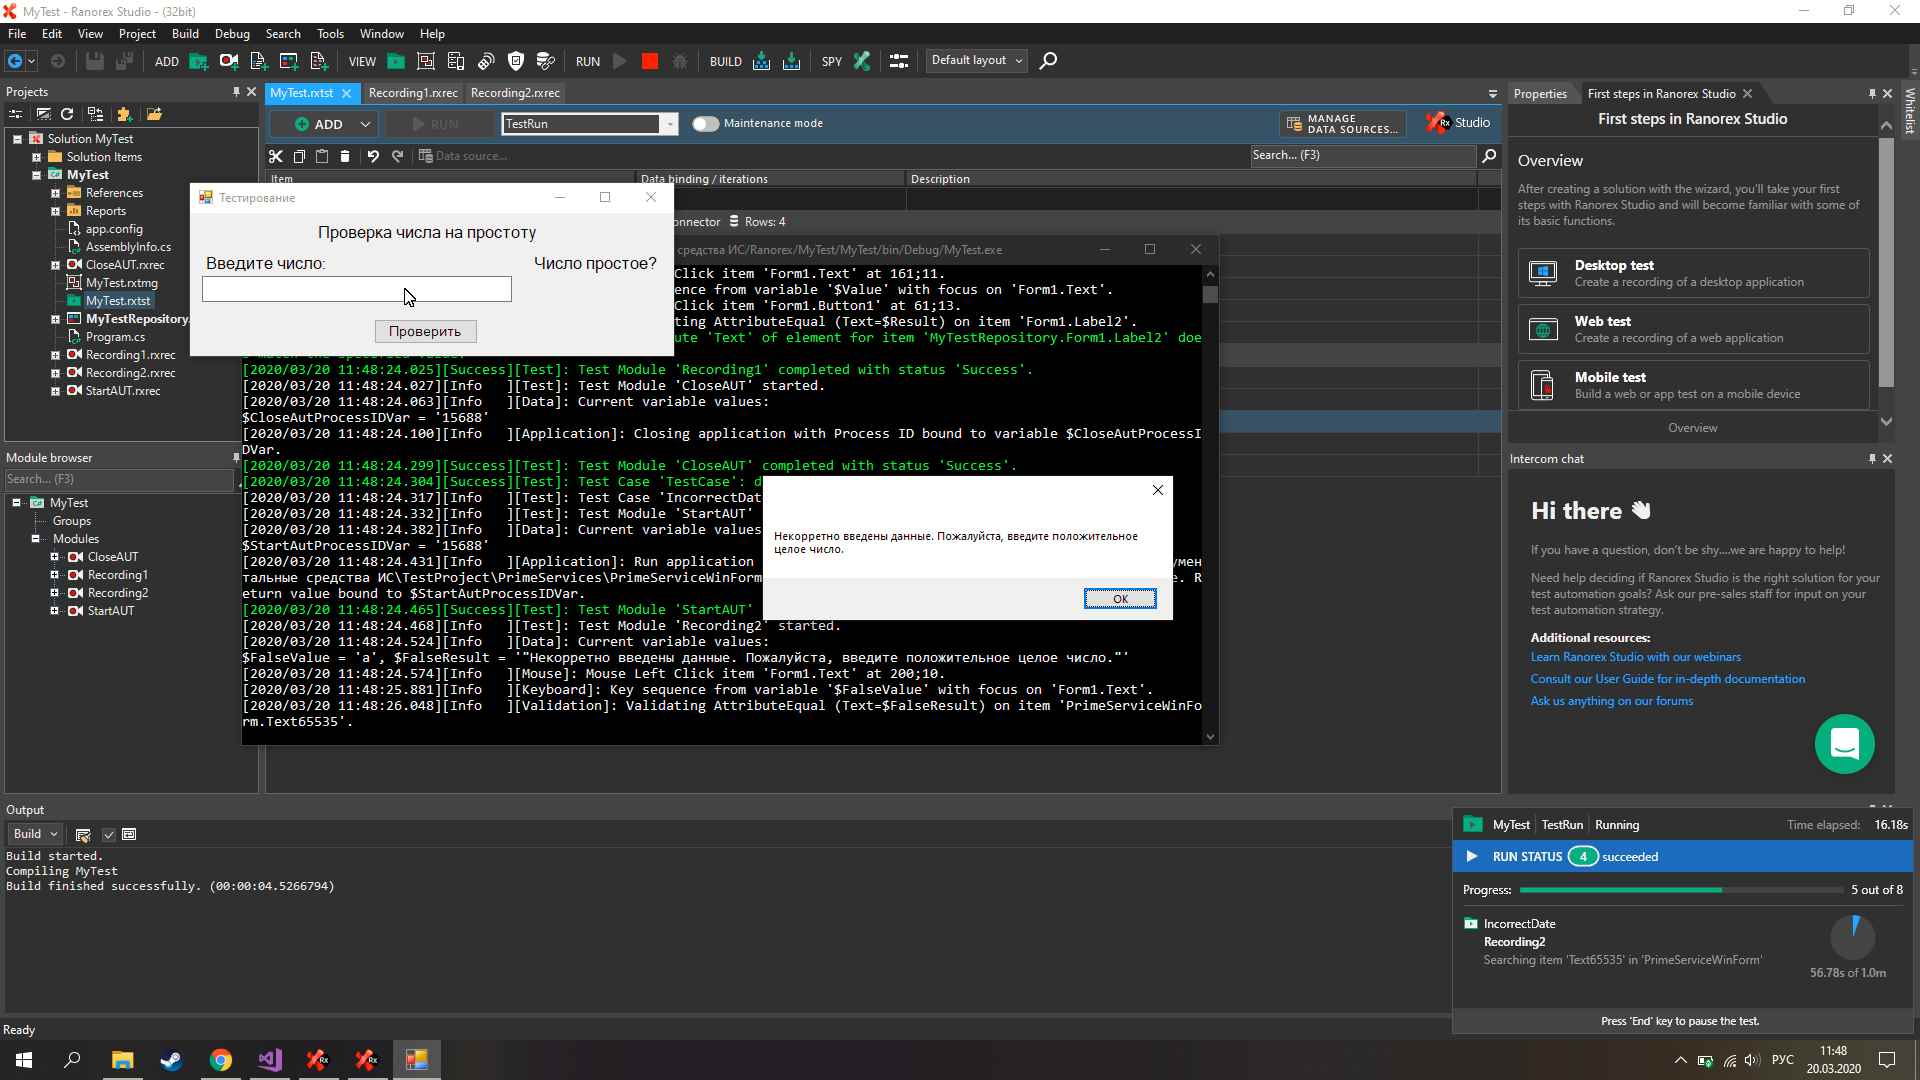 MyTest - Ranorex Studio - (32bit)
File Edit View Project Build Debug Search Tools Window Help
ADD VIEW RUN BUILD SPY Default layout
Projects
Solution MyTest
Solution Items
MyTest
References
Reports
app.config
AssemblyInfo.cs
CloseAUT.rxrec
MyTest.rxtmg
MyTest.rxtst
MyTestRepository.
Program.cs
Recording1.rxrec
Recording2.rxrec
StartAUT.rxrec
Module browser
Search... (F3)
MyTest
Groups
Modules
CloseAUT
Recording1
Recording2
StartAUT
MyTest.rxtst Recording1.rxrec Recording2.rxrec
ADD RUN TestRun Maintenance mode MANAGE
DATA SOURCES... Rx Studio
Data source... Search... (F3)
Item Data binding / iterations Description
onnector Rows: 4
Тестирование
Проверка числа на простоту
Введите число: Число простое?
Проверить
средства ИС/Ranorex/MyTest/MyTest/bin/Debug/MyTest.exe
Click item 'Form1.Text' at 161;11.
ence from variable '$Value' with focus on 'Form1.Text'.
Click item 'Form1.Button1' at 61;13.
ting AttributeEqual (Text=$Result) on item 'Form1.Label2'.
ute 'Text' of element for item 'MyTestRepository.Form1.Label2' doe
[2020/03/20 11:48:24.025][Success][Test]: Test Module 'Recording1' completed with status 'Success'.
[2020/03/20 11:48:24.027][Info   ][Test]: Test Module 'CloseAUT' started.
[2020/03/20 11:48:24.063][Info   ][Data]: Current variable values:
$CloseAutProcessIDVar = '15688'
[2020/03/20 11:48:24.100][Info   ][Application]: Closing application with Process ID bound to variable $CloseAutProcessI
DVar.
[2020/03/20 11:48:24.299][Success][Test]: Test Module 'CloseAUT' completed with status 'Success'.
[2020/03/20 11:48:24.304][Success][Test]: Test Case 'TestCase': d
[2020/03/20 11:48:24.317][Info   ][Test]: Test Case 'IncorrectDat
[2020/03/20 11:48:24.332][Info   ][Test]: Test Module 'StartAUT'
[2020/03/20 11:48:24.382][Info   ][Data]: Current variable values
$StartAutProcessIDVar = '15688'
[2020/03/20 11:48:24.431][Info   ][Application]: Run application умен
тальные средства ИС\TestProject\PrimeServices\PrimeServiceWinForm e. R
eturn value bound to $StartAutProcessIDVar.
[2020/03/20 11:48:24.465][Success][Test]: Test Module 'StartAUT'
[2020/03/20 11:48:24.468][Info   ][Test]: Test Module 'Recording2' started.
[2020/03/20 11:48:24.524][Info   ][Data]: Current variable values:
$FalseValue = 'a', $FalseResult = '"Некорретно введены данные. Пожалуйста, введите положительное целое число."'
[2020/03/20 11:48:24.574][Info   ][Mouse]: Mouse Left Click item 'Form1.Text' at 200;10.
[2020/03/20 11:48:25.881][Info   ][Keyboard]: Key sequence from variable '$FalseValue' with focus on 'Form1.Text'.
[2020/03/20 11:48:26.048][Info   ][Validation]: Validating AttributeEqual (Text=$FalseResult) on item 'PrimeServiceWinFo
rm.Text65535'.
Некорретно введены данные. Пожалуйста, введите положительное
целое число.
OK
Properties First steps in Ranorex Studio
First steps in Ranorex Studio
Overview
After creating a solution with the wizard, you'll take your first
steps with Ranorex Studio and will become familiar with some of
its basic functions.
Desktop test
Create a recording of a desktop application
Web test
Create a recording of a web application
Mobile test
Build a web or app test on a mobile device
Overview
Whitelist
Intercom chat
Hi there
If you have a question, don't be shy....we are happy to help!
Need help deciding if Ranorex Studio is the right solution for your
test automation goals? Ask our pre-sales staff for input on your
test automation strategy.
Additional resources:
Learn Ranorex Studio with our webinars
Consult our User Guide for in-depth documentation
Ask us anything on our forums
Output
Build
Build started.
Compiling MyTest
Build finished successfully. (00:00:04.5266794)
MyTest TestRun Running Time elapsed: 16.18s
RUN STATUS 4 succeeded
Progress: 5 out of 8
IncorrectDate
Recording2
Searching item 'Text65535' in 'PrimeServiceWinForm'
56.78s of 1.0m
Press 'End' key to pause the test.
Ready
РУС 11:48
20.03.2020